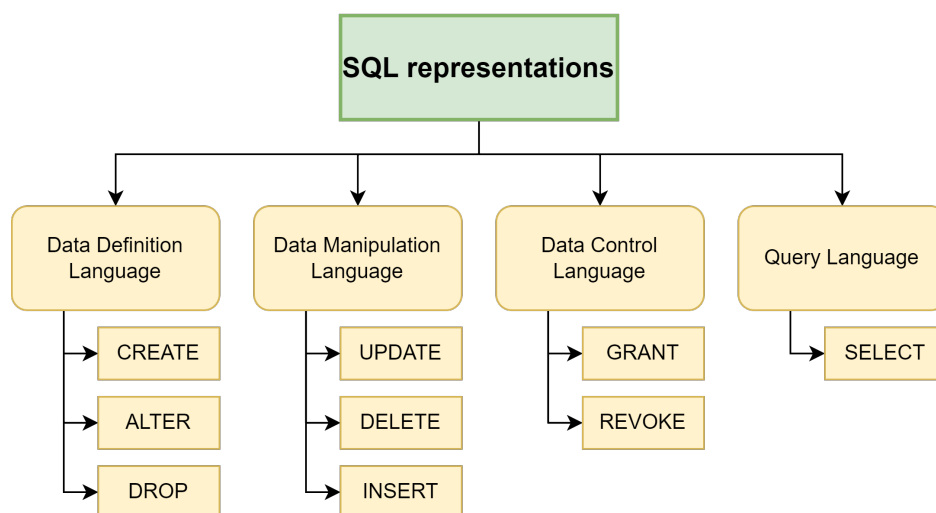 SQL representations
Data Definition
Language
Data Manipulation
Language
Data Control
Language
Query Language
CREATE
UPDATE
GRANT
SELECT
ALTER
DELETE
REVOKE
DROP
INSERT